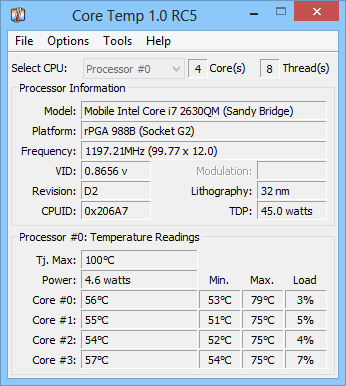 Core Temp 1.0 RC5
File Options Tools Help
Select CPU: Processor #0 4 Core(s) 8 Thread(s)
Processor Information
Model: Mobile Intel Core i7 2630QM (Sandy Bridge)
Platform: rPGA 988B (Socket G2)
Frequency: 1197.21MHz (99.77 x 12.0)
VID: 0.8656 v Modulation:
Revision: D2 Lithography: 32 nm
CPUID: 0x206A7 TDP: 45.0 watts
Processor #0: Temperature Readings
Tj. Max: 100°C
Power: 4.6 watts Min. Max. Load
Core #0: 56°C 53°C 79°C 3%
Core #1: 55°C 51°C 75°C 5%
Core #2: 54°C 52°C 75°C 4%
Core #3: 57°C 54°C 75°C 7%